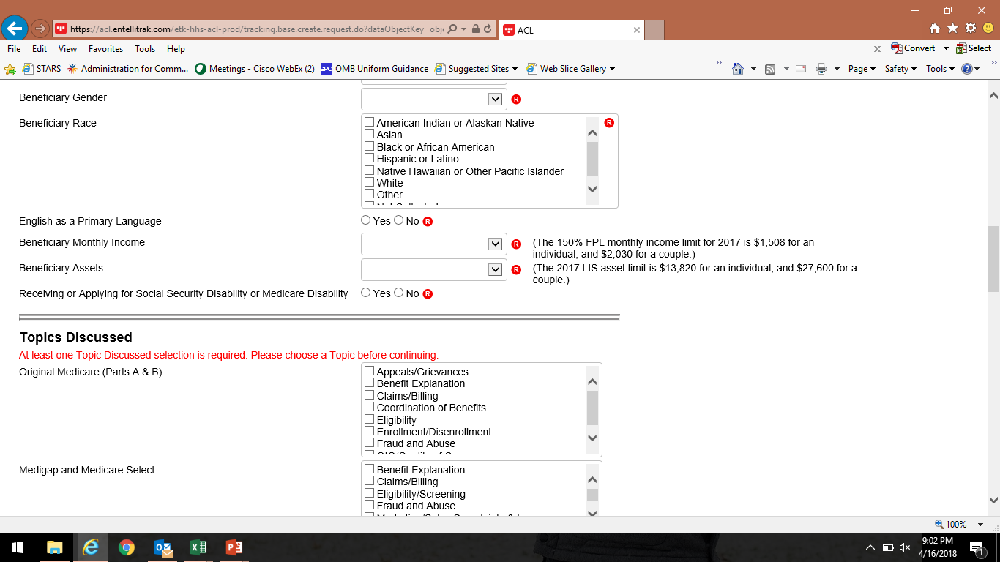 https://acl.entellitrak.com/etk-hhs-acl-prod/tracking.base.create.request.do?dataObjectKey=obje
ACL
File Edit View Favorites Tools Help
x Convert Select
STARS Administration for Comm... Meetings - Cisco WebEx (2) GPO OMB Uniform Guidance Suggested Sites Web Slice Gallery » Page Safety Tools »
Beneficiary Gender R
Beneficiary Race R
American Indian or Alaskan Native
Asian
Black or African American
Hispanic or Latino
Native Hawaiian or Other Pacific Islander
White
Other
English as a Primary Language Yes No R
Beneficiary Monthly Income R (The 150% FPL monthly income limit for 2017 is $1,508 for an
individual, and $2,030 for a couple.)
Beneficiary Assets R (The 2017 LIS asset limit is $13,820 for an individual, and $27,600 for a
couple.)
Receiving or Applying for Social Security Disability or Medicare Disability Yes No R
Topics Discussed
At least one Topic Discussed selection is required. Please choose a Topic before continuing.
Original Medicare (Parts A & B)
Appeals/Grievances
Benefit Explanation
Claims/Billing
Coordination of Benefits
Eligibility
Enrollment/Disenrollment
Fraud and Abuse
Medigap and Medicare Select
Benefit Explanation
Claims/Billing
Eligibility/Screening
Fraud and Abuse
100%
9:02 PM
4/16/2018
1